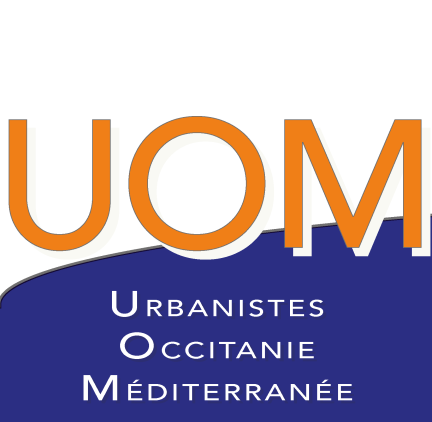 UOM
URBANISTES
OCCITANIE
MÉDITERRANÉE